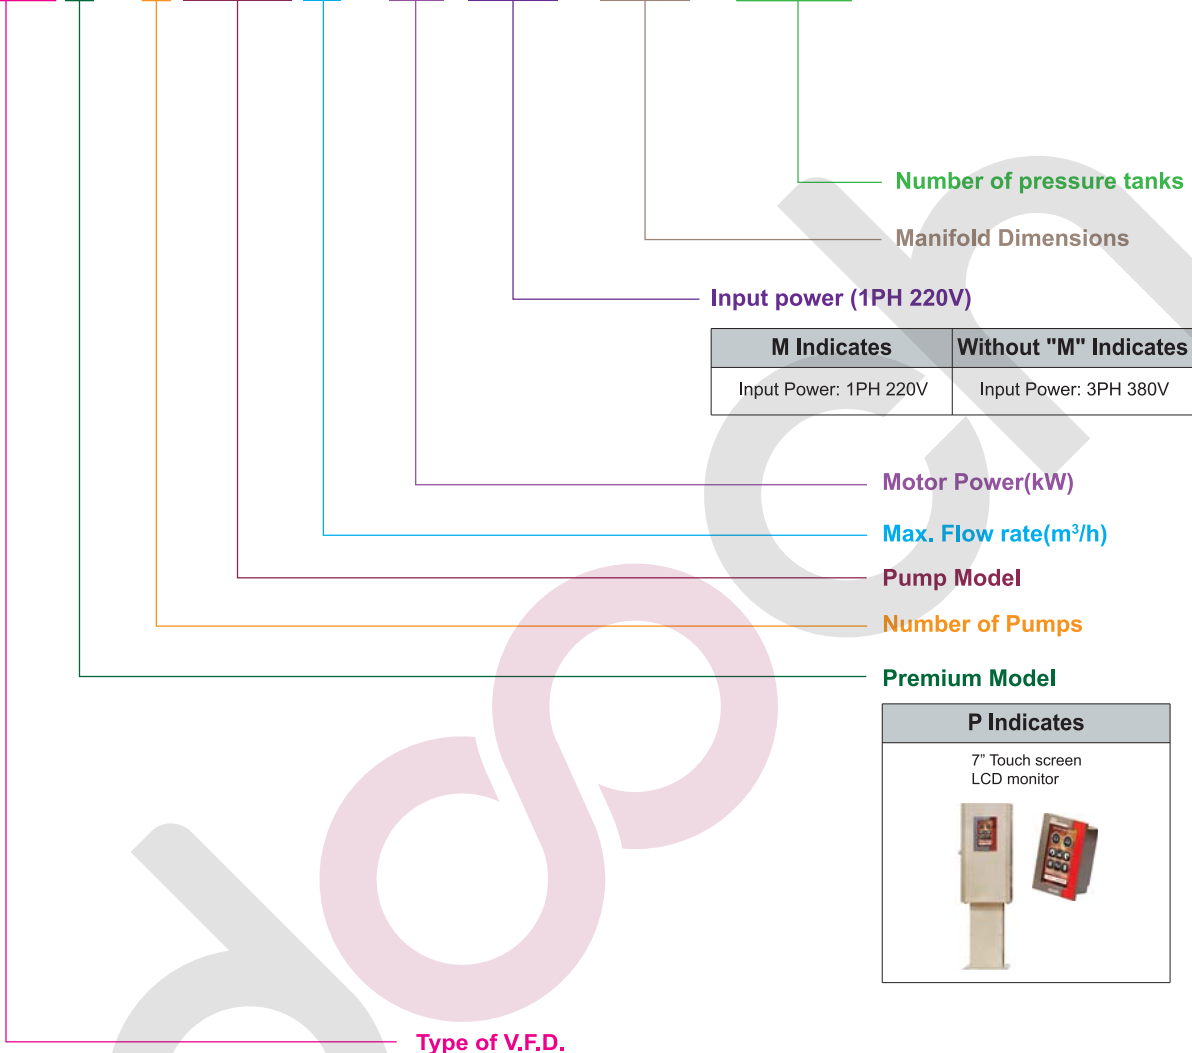 Number of pressure tanks
Manifold Dimensions
Input power (1PH 220V)
M Indicates
Without "M" Indicates
Input Power: 1PH 220V
Input Power: 3PH 380V
Motor Power(kW)
Max. Flow rate(m³/h)
Pump Model
Number of Pumps
Premium Model
P Indicates
7” Touch screen
LCD monitor
Type of V.F.D.
dooch